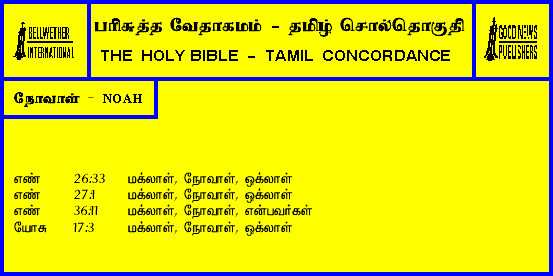 BELLWETHER
INTERNATIONAL
பரிசுத்த வேதாகமம் - தமிழ் சொல்தொகுதி
THE HOLY BIBLE - TAMIL CONCORDANCE
GOOD NEWS
PUBLISHERS
நோவாள் - NOAH
எண் 26:33 மக்லாள், நோவாள், ஒக்லாள்
எண் 27:1 மக்லாள், நோவாள், ஒக்லாள்
எண் 36:11 மக்லாள், நோவாள், என்பவர்கள்
யோசு 17:3 மக்லாள், நோவாள், ஒக்லாள்